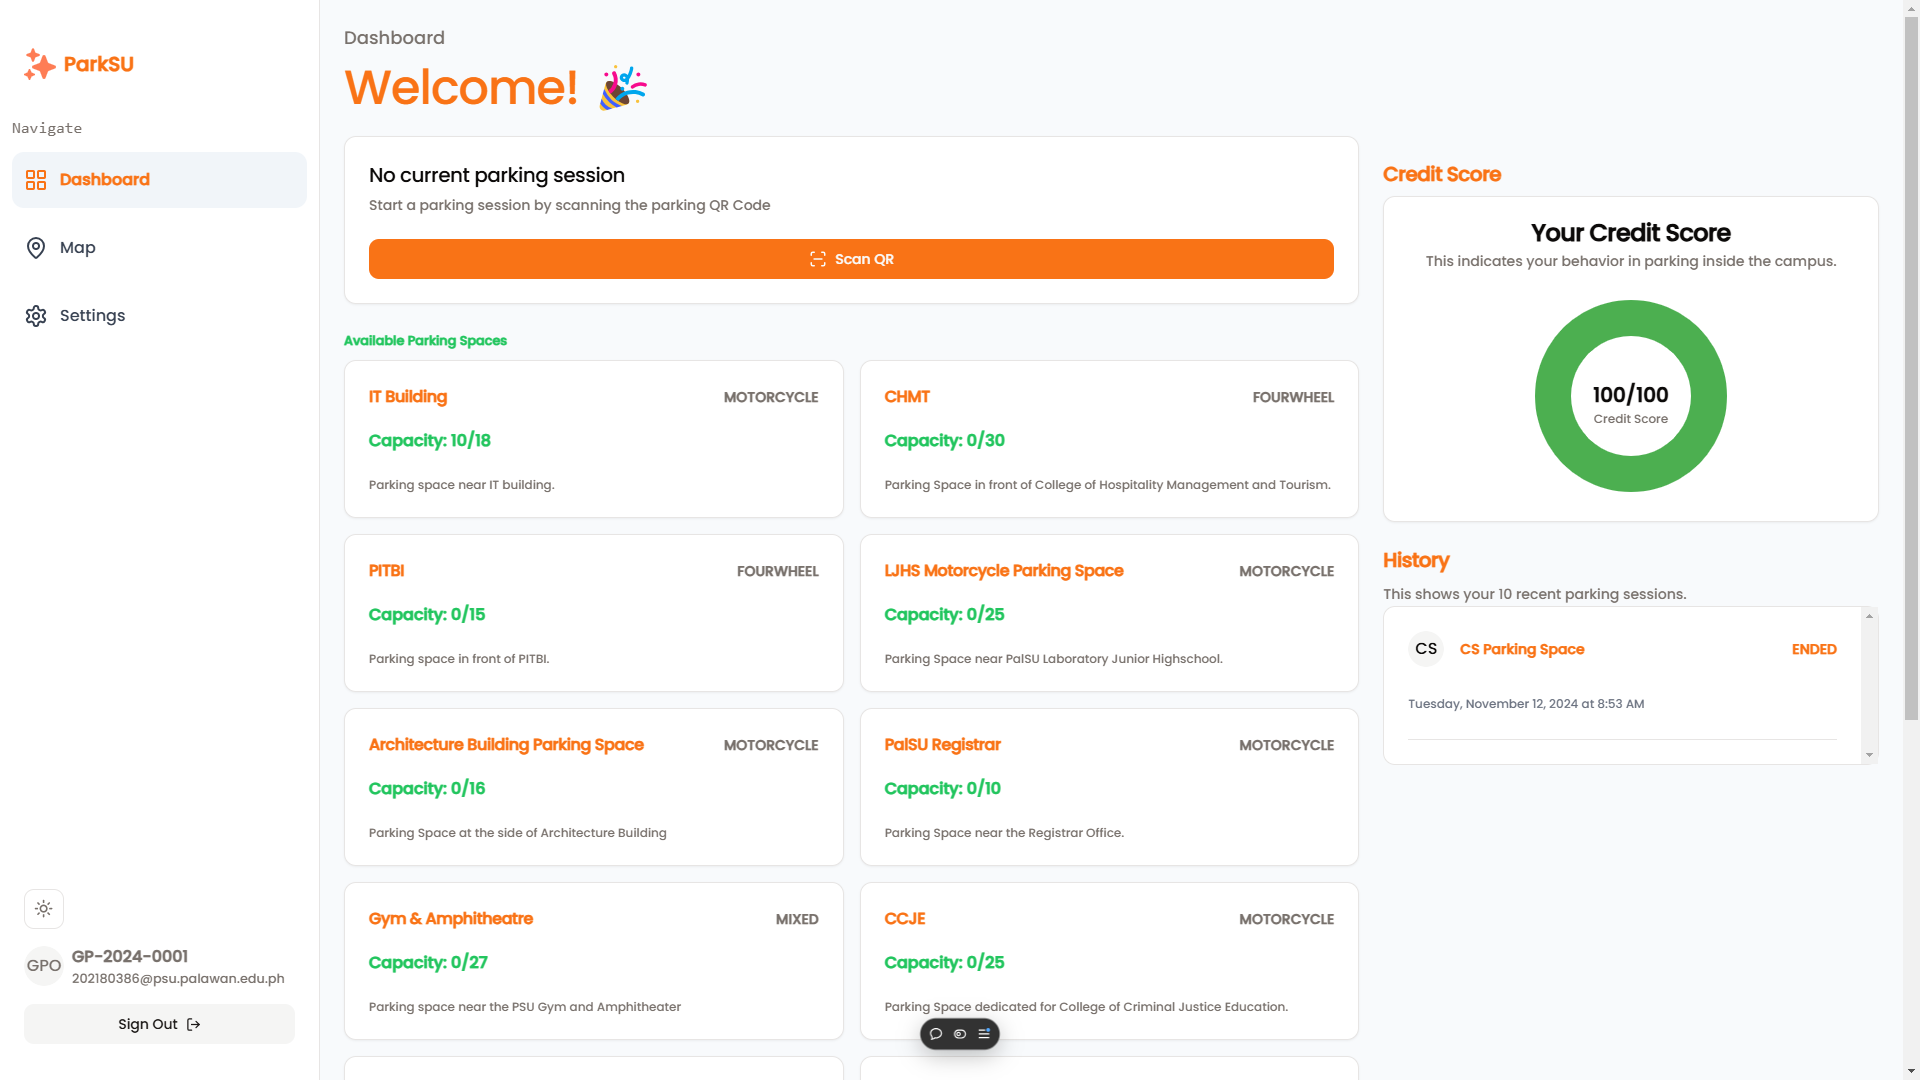 ParkSU
Navigate
Dashboard
Map
Settings
GPO
GP-2024-0001
202180386@psu.palawan.edu.ph
Sign Out
Dashboard
Welcome!
No current parking session
Start a parking session by scanning the parking QR Code
Scan QR
Available Parking Spaces
IT Building MOTORCYCLE
Capacity: 10/18
Parking space near IT building.
CHMT FOURWHEEL
Capacity: 0/30
Parking Space in front of College of Hospitality Management and Tourism.
PITBI FOURWHEEL
Capacity: 0/15
Parking space in front of PITBI.
LJHS Motorcycle Parking Space MOTORCYCLE
Capacity: 0/25
Parking Space near PalSU Laboratory Junior Highschool.
Architecture Building Parking Space MOTORCYCLE
Capacity: 0/16
Parking Space at the side of Architecture Building
PalSU Registrar MOTORCYCLE
Capacity: 0/10
Parking Space near the Registrar Office.
Gym & Amphitheatre MIXED
Capacity: 0/27
Parking space near the PSU Gym and Amphitheater
CCJE MOTORCYCLE
Capacity: 0/25
Parking Space dedicated for College of Criminal Justice Education.
Credit Score
Your Credit Score
This indicates your behavior in parking inside the campus.
100/100
Credit Score
History
This shows your 10 recent parking sessions.
CS CS Parking Space ENDED
Tuesday, November 12, 2024 at 8:53 AM